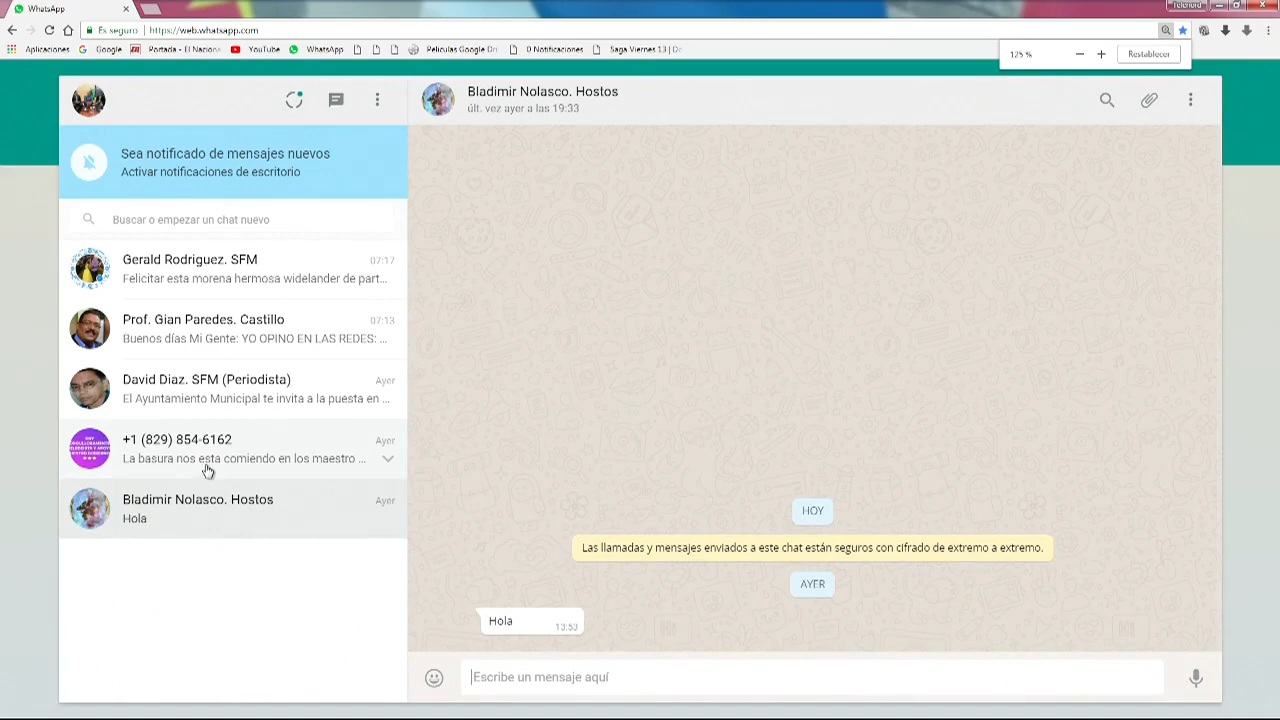 WhatsApp
Telenord
Es seguro | https://web.whatsapp.com
Aplicaciones Google Portada - El Naciona YouTube WhatsApp Peliculas Google Dri 0 Notificaciones Saga Viernes 13 | De
125 % − + Restablecer
Bladimir Nolasco. Hostos
últ. vez ayer a las 19:33
Sea notificado de mensajes nuevos
Activar notificaciones de escritorio
Buscar o empezar un chat nuevo
Gerald Rodriguez. SFM 07:17
Felicitar esta morena hermosa widelander de part...
Prof. Gian Paredes. Castillo 07:13
Buenos días Mi Gente: YO OPINO EN LAS REDES: ...
David Diaz. SFM (Periodista) Ayer
El Ayuntamiento Municipal te invita a la puesta en ...
+1 (829) 854-6162 Ayer
La basura nos esta comiendo en los maestro ...
Bladimir Nolasco. Hostos Ayer
Hola
HOY
Las llamadas y mensajes enviados a este chat están seguros con cifrado de extremo a extremo.
AYER
Hola 13:53
Escribe un mensaje aquí